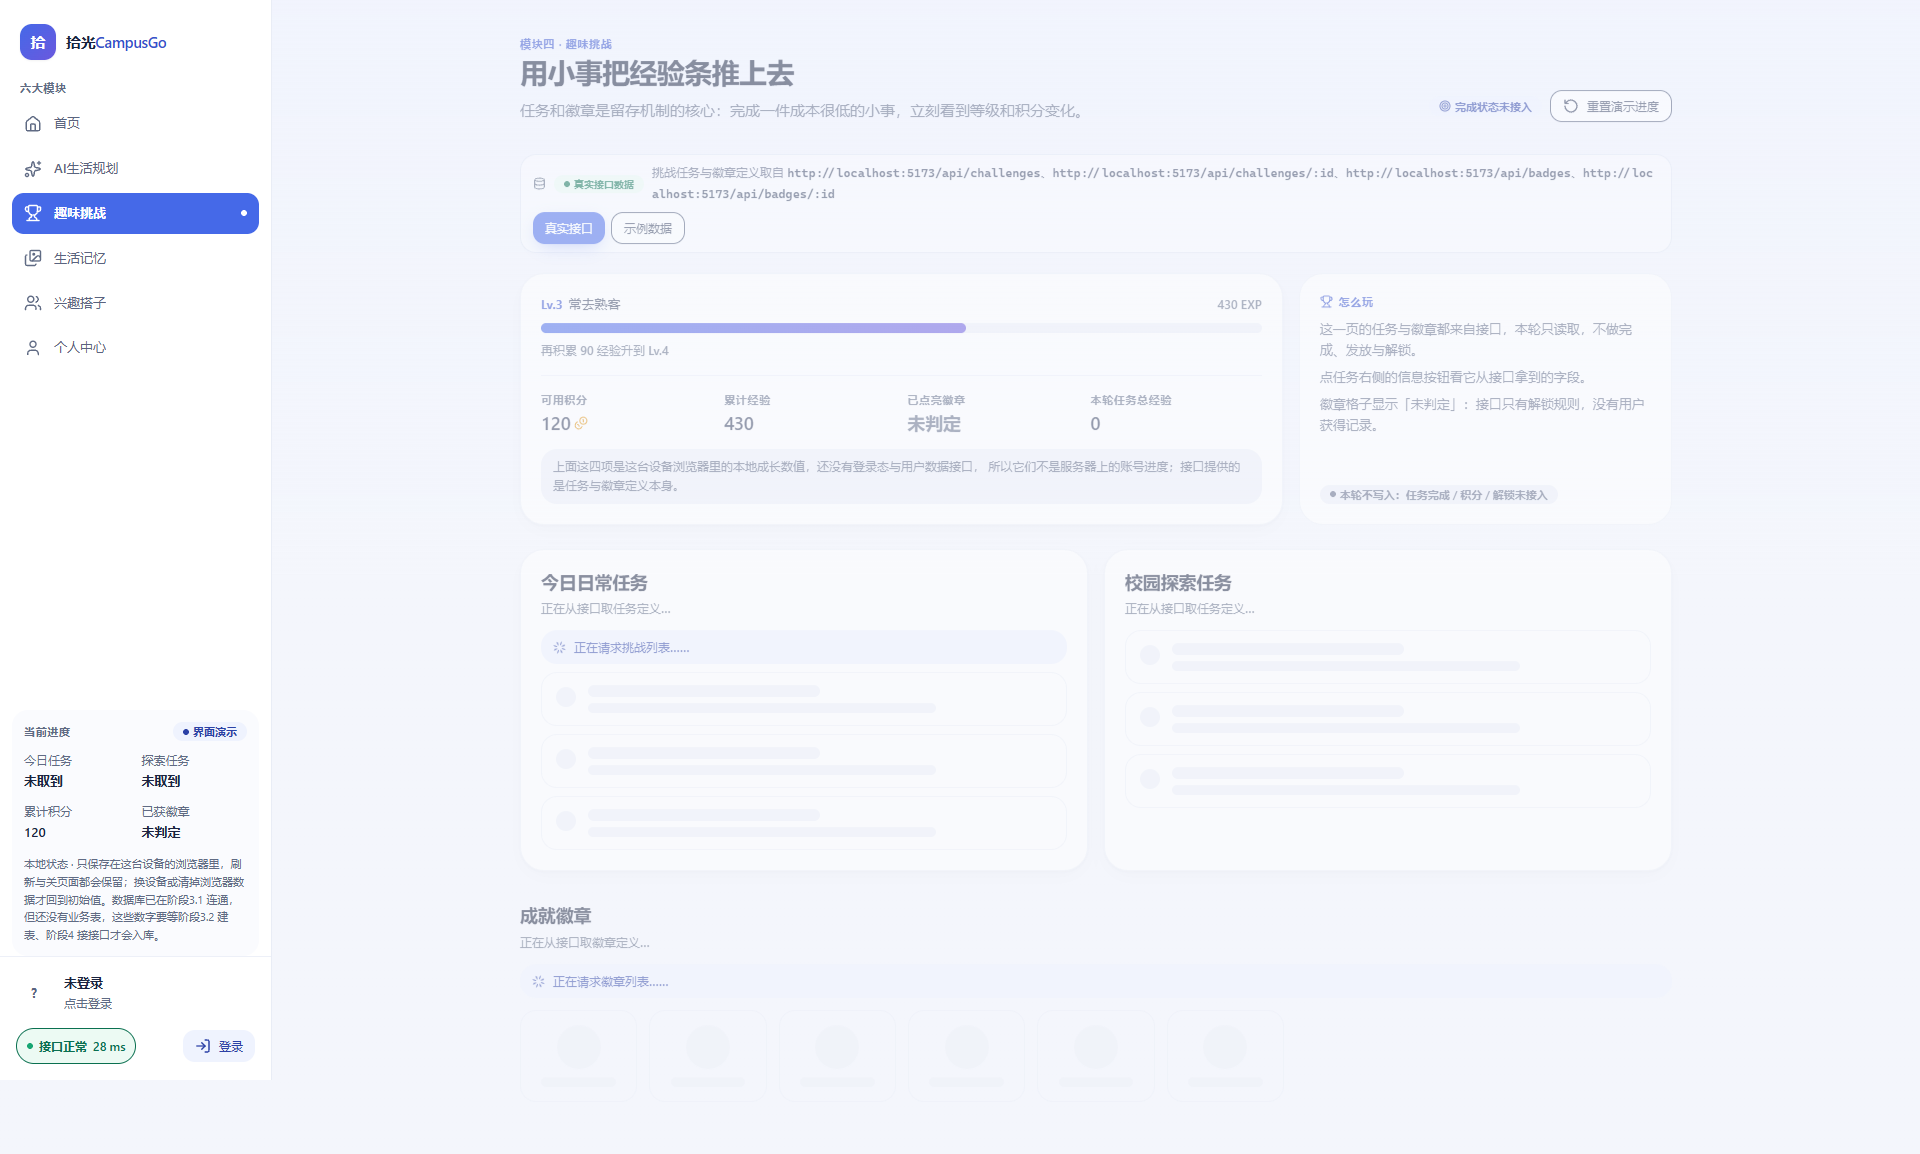 拾 拾光CampusGo
六大模块
首页
AI生活规划
趣味挑战
生活记忆
兴趣搭子
个人中心
当前进度
界面演示
今日任务 探索任务
未取到 未取到
累计积分 已获徽章
120 未判定
本地状态 · 只保存在这台设备的浏览器里，刷
新与关页面都会保留；换设备或清掉浏览器数
据才回到初始值。数据库已在阶段3.1 连通，
但还没有业务表，这些数字要等阶段3.2 建
表、阶段4 接接口才会入库。
? 未登录
点击登录
接口正常 28 ms
登录
模块四 · 趣味挑战
用小事把经验条推上去
任务和徽章是留存机制的核心：完成一件成本很低的小事，立刻看到等级和积分变化。
完成状态未接入
重置演示进度
真实接口数据
挑战任务与徽章定义取自 http://localhost:5173/api/challenges、http://localhost:5173/api/challenges/:id、http://localhost:5173/api/badges、http://loc
alhost:5173/api/badges/:id
真实接口 示例数据
Lv.3 常去熟客
430 EXP
再积累 90 经验升到 Lv.4
可用积分 累计经验 已点亮徽章 本轮任务总经验
120 430 未判定 0
上面这四项是这台设备浏览器里的本地成长数值，还没有登录态与用户数据接口， 所以它们不是服务器上的账号进度；接口提供的
是任务与徽章定义本身。
怎么玩
这一页的任务与徽章都来自接口，本轮只读取，不做完
成、发放与解锁。
点任务右侧的信息按钮看它从接口拿到的字段。
徽章格子显示「未判定」：接口只有解锁规则，没有用户
获得记录。
本轮不写入：任务完成 / 积分 / 解锁未接入
今日日常任务
正在从接口取任务定义...
正在请求挑战列表......
校园探索任务
正在从接口取任务定义...
成就徽章
正在从接口取徽章定义...
正在请求徽章列表......